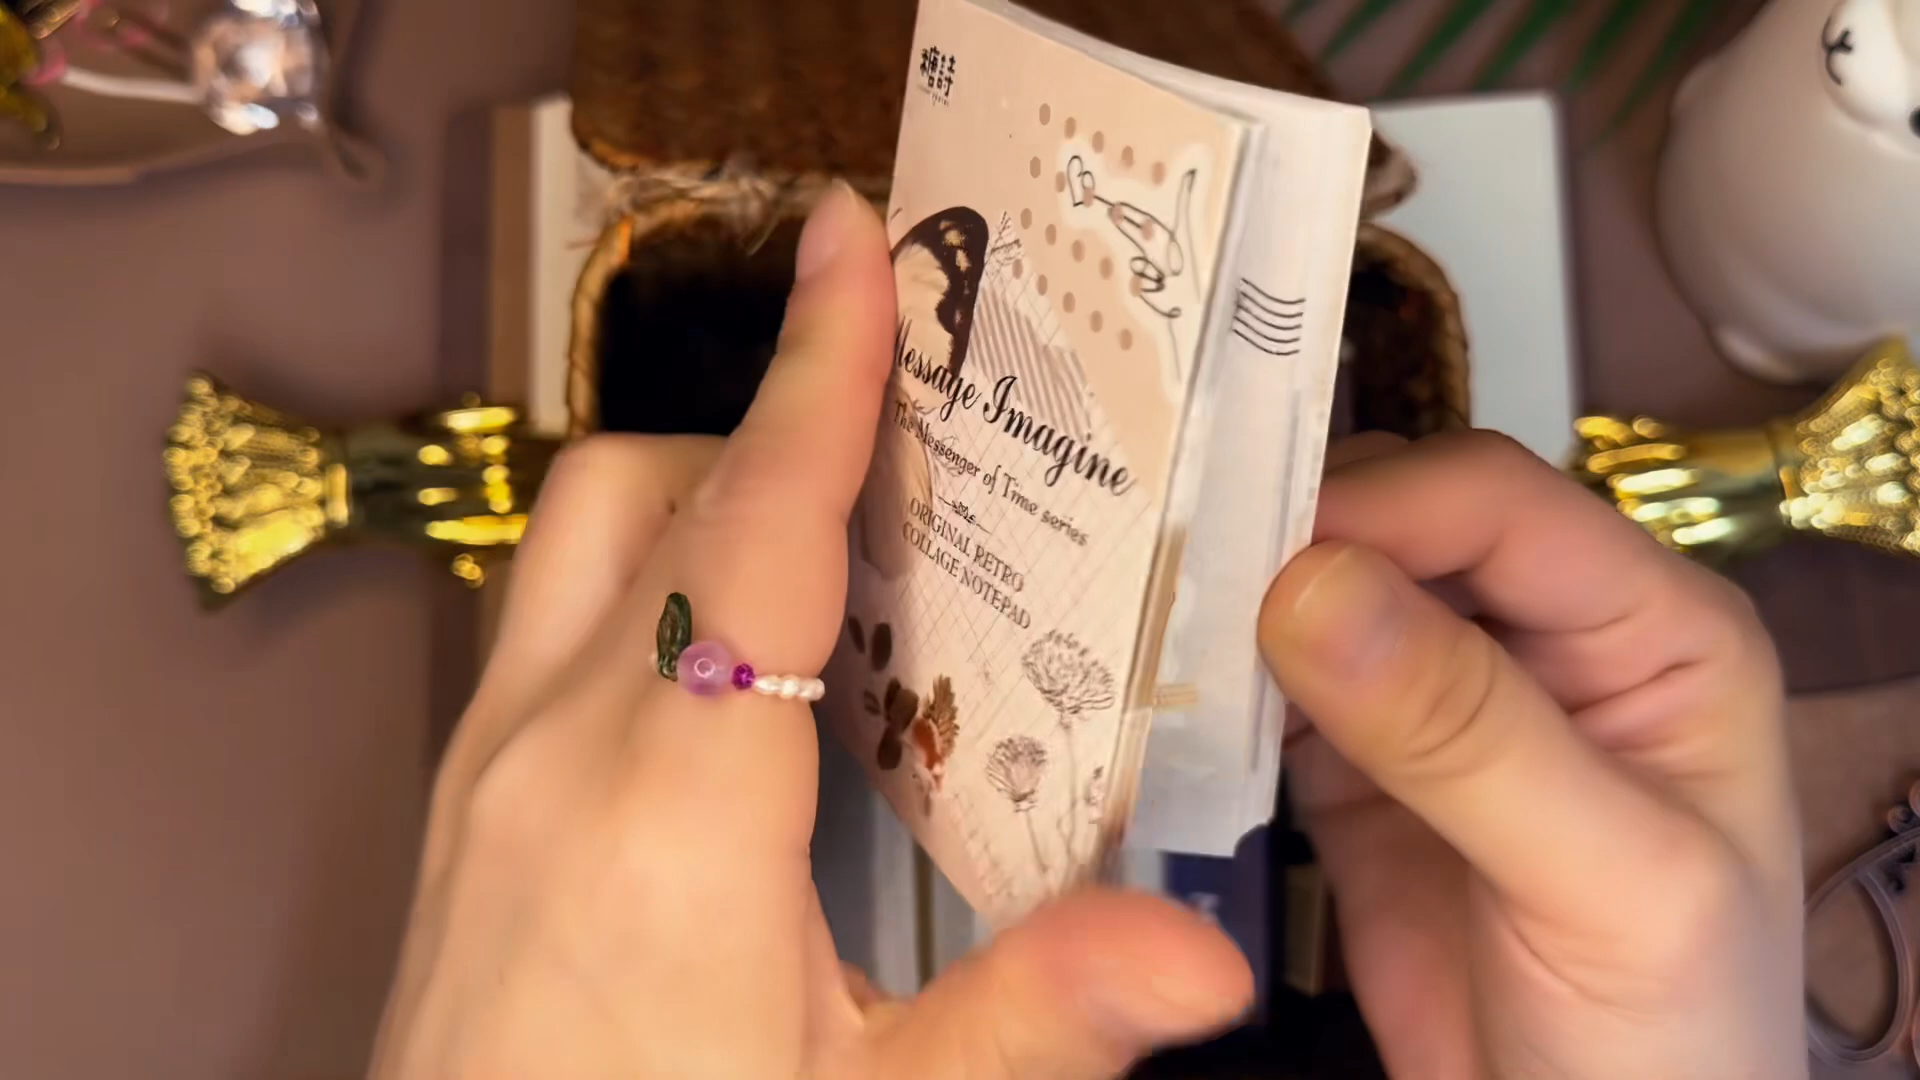 糖詩
Message Imagine
The Messenger of Time series
ORIGINAL RETRO
COLLAGE NOTEPAD